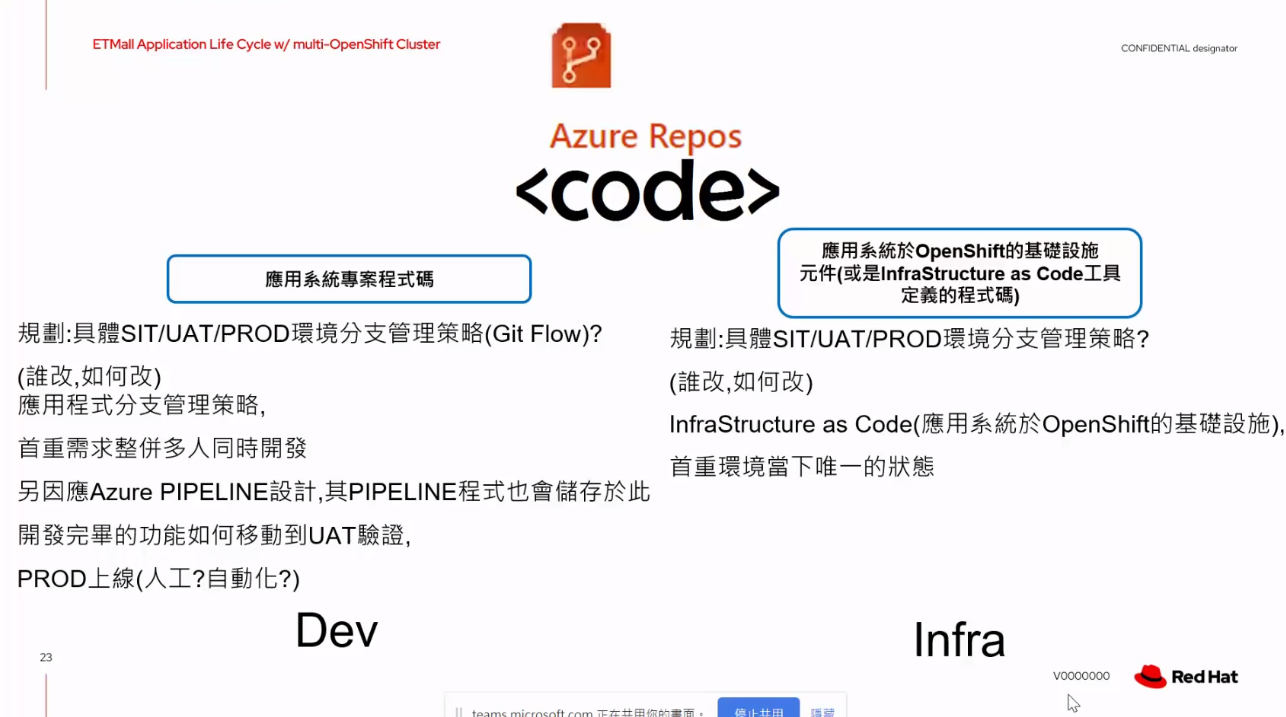 ETMall Application Life Cycle w/ multi-OpenShift Cluster
CONFIDENTIAL designator
Azure Repos
<code>
應用系統專案程式碼
規劃:具體SIT/UAT/PROD環境分支管理策略(Git Flow)?
(誰改,如何改)
應用程式分支管理策略,
首重需求整併多人同時開發
另因應Azure PIPELINE設計,其PIPELINE程式也會儲存於此
開發完畢的功能如何移動到UAT驗證,
PROD上線(人工?自動化?)
Dev
應用系統於OpenShift的基礎設施
元件(或是InfraStructure as Code工具
定義的程式碼)
規劃:具體SIT/UAT/PROD環境分支管理策略?
(誰改,如何改)
InfraStructure as Code(應用系統於OpenShift的基礎設施),
首重環境當下唯一的狀態
Infra
23
V0000000
Red Hat
teams.microsoft.com 正在共用你的畫面。
停止共用
隱藏